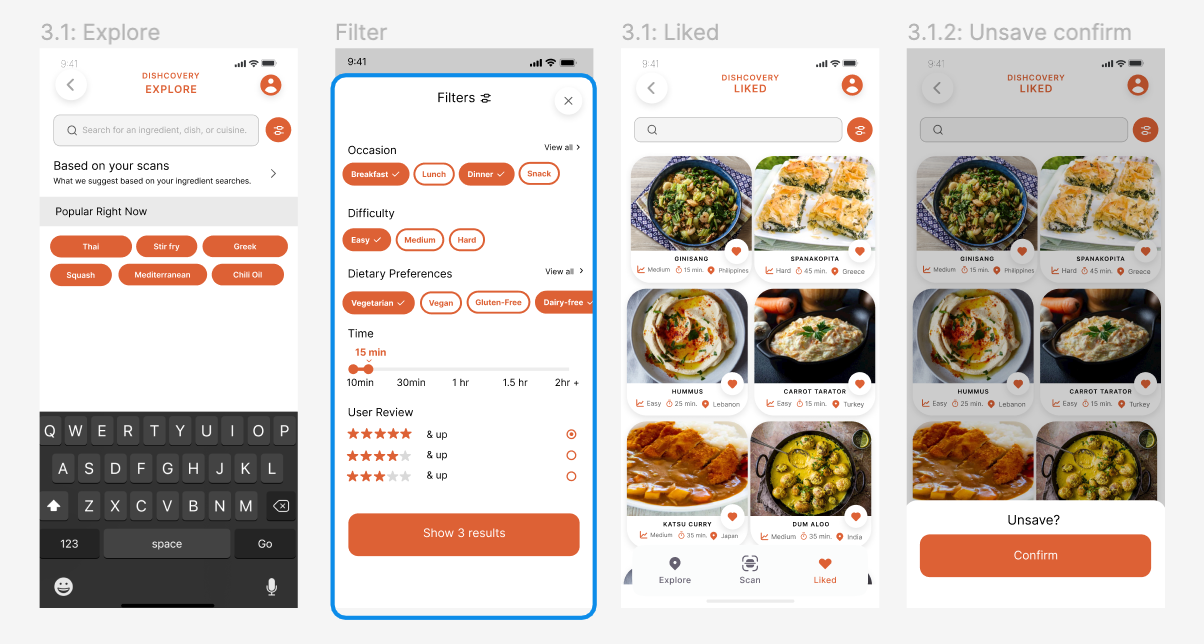 3.1: Explore
9:41
DISHCOVERY
EXPLORE
Search for an ingredient, dish, or cuisine.
Based on your scans
What we suggest based on your ingredient searches.
Popular Right Now
Thai Stir fry Greek
Squash Mediterranean Chili Oil
Q W E R T Y U I O P
A S D F G H J K L
Z X C V B N M
123 space Go
Filter
9:41
Filters
Occasion View all
Breakfast Lunch Dinner Snack
Difficulty
Easy Medium Hard
Dietary Preferences View all
Vegetarian Vegan Gluten-Free Dairy-free
Time
15 min
10min 30min 1 hr 1.5 hr 2hr +
User Review
& up
& up
& up
Show 3 results
3.1: Liked
9:41
DISHCOVERY
LIKED
GINISANG SPANAKOPITA
Medium 15 min. Philippines Hard 45 min. Greece
HUMMUS CARROT TARATOR
Easy 25 min. Lebanon Easy 15 min. Turkey
KATSU CURRY DUM ALOO
Medium 35 min. Japan Medium 35 min. India
Explore Scan Liked
3.1.2: Unsave confirm
9:41
DISHCOVERY
LIKED
GINISANG SPANAKOPITA
Medium 15 min. Philippines Hard 45 min. Greece
HUMMUS CARROT TARATOR
Easy 25 min. Lebanon Easy 15 min. Turkey
Unsave?
Confirm